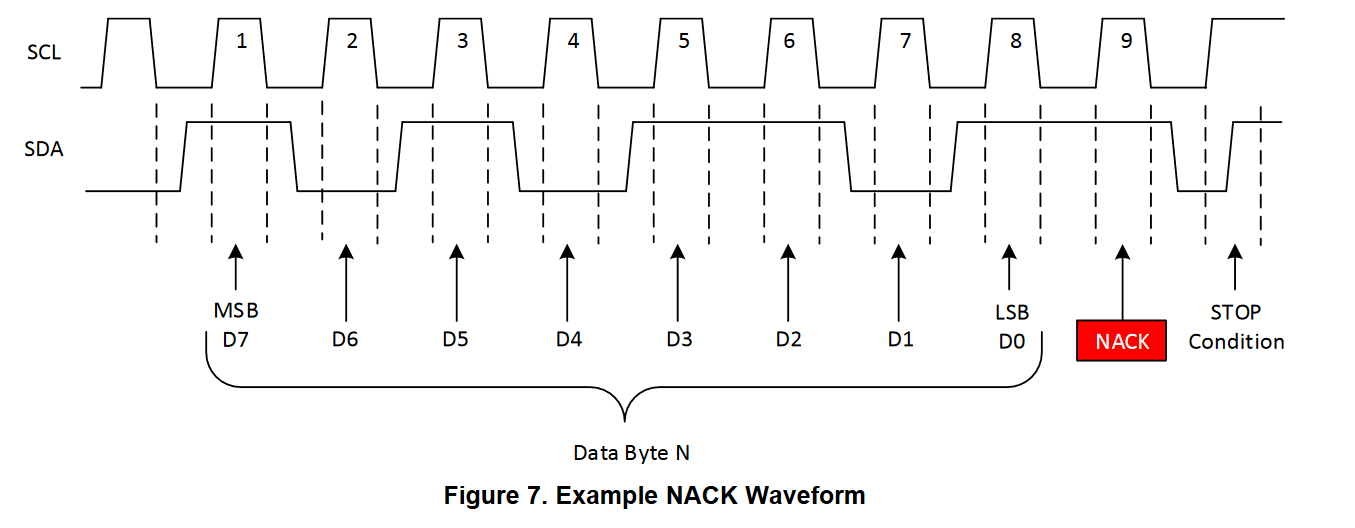 SCL
1 2 3 4 5 6 7 8 9
SDA
MSB LSB STOP
D7 D6 D5 D4 D3 D2 D1 D0 NACK Condition
Data Byte N
Figure 7. Example NACK Waveform